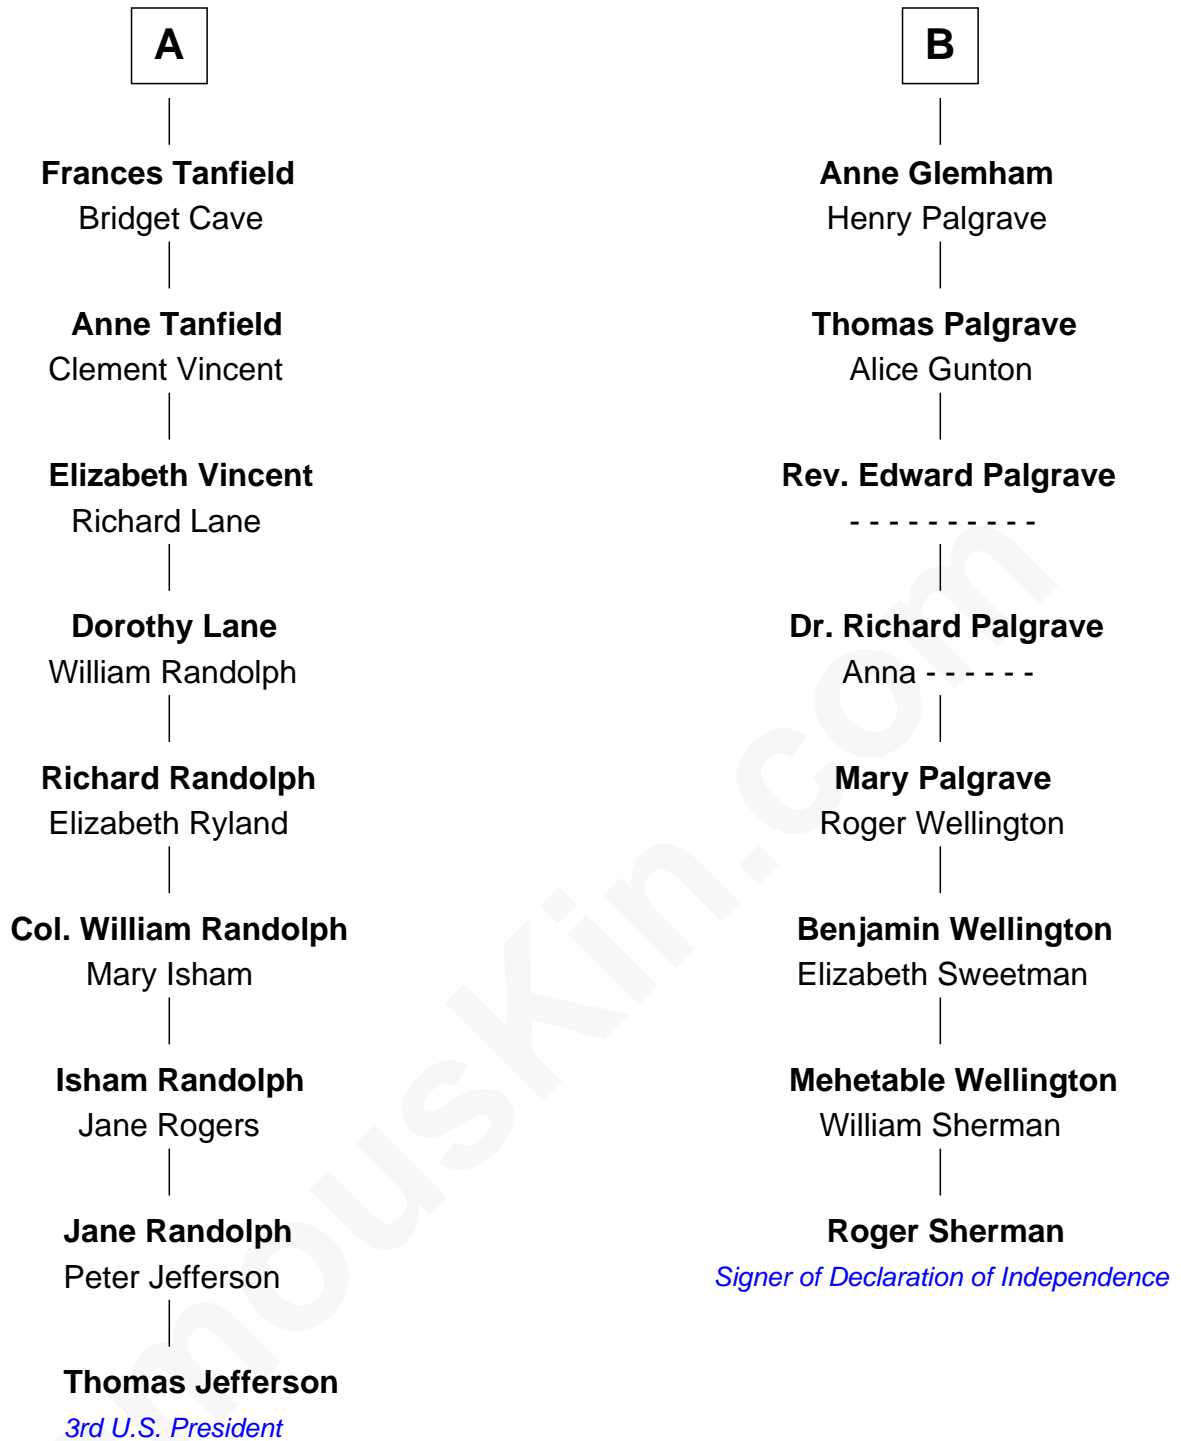 A
Frances Tanfield
Bridget Cave
Anne Tanfield
Clement Vincent
Elizabeth Vincent
Richard Lane
Dorothy Lane
William Randolph
Richard Randolph
Elizabeth Ryland
Col. William Randolph
Mary Isham
Isham Randolph
Jane Rogers
Jane Randolph
Peter Jefferson
Thomas Jefferson
3rd U.S. President
B
Anne Glemham
Henry Palgrave
Thomas Palgrave
Alice Gunton
Rev. Edward Palgrave
- - - - - - - - - -
Dr. Richard Palgrave
Anna - - - - - -
Mary Palgrave
Roger Wellington
Benjamin Wellington
Elizabeth Sweetman
Mehetable Wellington
William Sherman
Roger Sherman
Signer of Declaration of Independence
mousKin.com